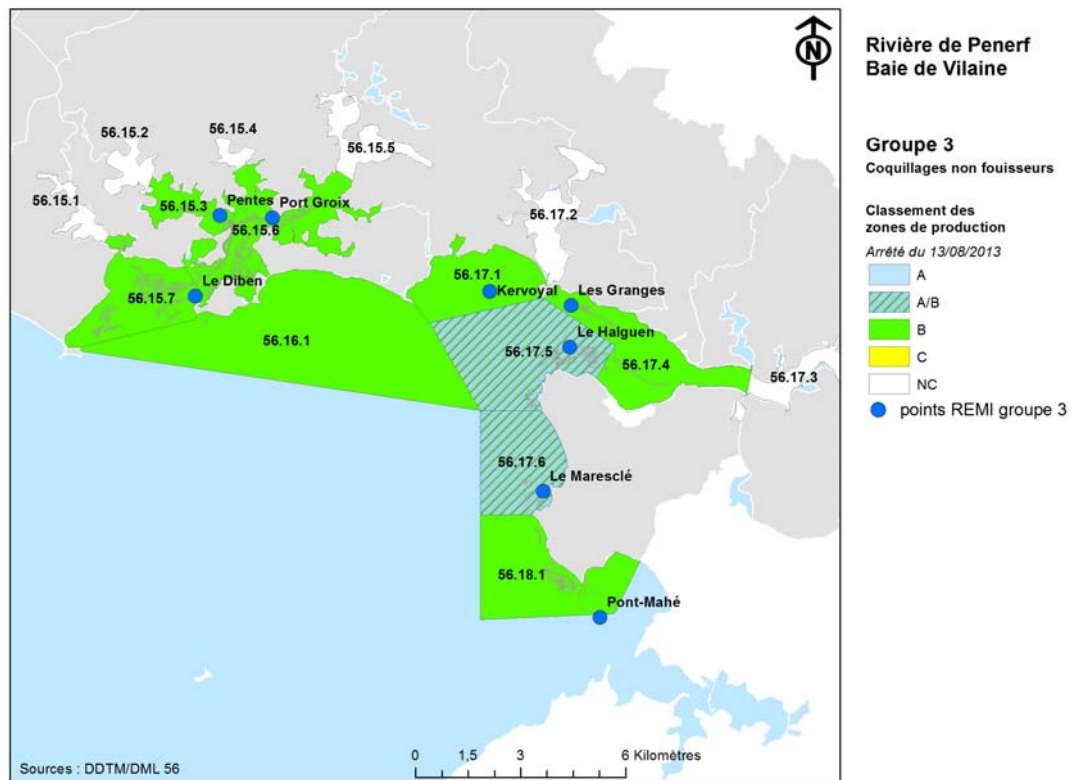 N
56.15.4
56.15.2
56.15.5
56.15.1
56.15.3
Pentes
Port Groix
56.15.6
56.17.2
Le Diben
56.15.7
56.17.1
Kervoyal
Les Granges
56.16.1
Le Halguen
56.17.5
56.17.4
56.17.3
56.17.6
Le Maresclé
56.18.1
Pont-Mahé
Sources : DDTM/DML 56
0 1,5 3 6 Kilomètres
Rivière de Penerf
Baie de Vilaine
Groupe 3
Coquillages non fouisseurs
Classement des
zones de production
Arrêté du 13/08/2013
A
A/B
B
C
NC
points REMI groupe 3